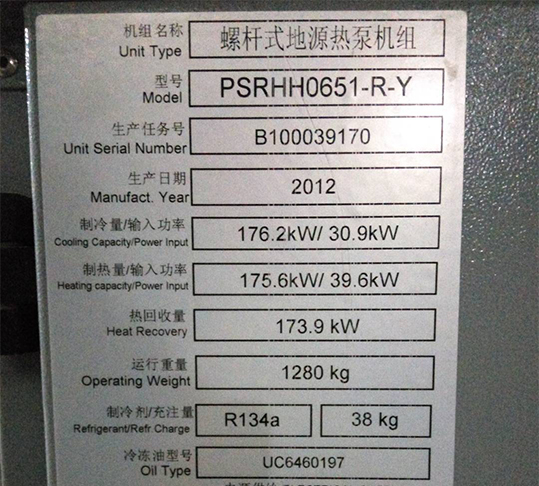 机组名称 螺杆式地源热泵机组
Unit Type
型号 PSRHH0651-R-Y
Model
生产任务号 B100039170
Unit Serial Number
生产日期 2012
Manufact. Year
制冷量/输入功率 176.2kW/ 30.9kW
Cooling Capacity/Power Input
制热量/输入功率 175.6kW/ 39.6kW
Heating capacity/Power Input
热回收量 173.9 kW
Heat Recovery
运行重量 1280 kg
Operating Weight
制冷剂/充注量 R134a 38 kg
Refrigerant/Refr. Charge
冷冻油型号 UC6460197
Oil Type